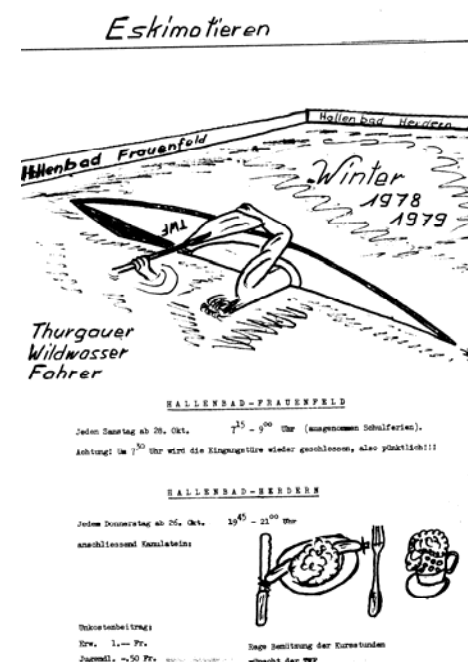 Eskimotieren
Hallenbad Herdern
Hallenbad Frauenfeld
Winter
1978
1979
TWF
Thurgauer
Wildwasser
Fahrer
HALLENBAD-FRAUENFELD
Jeden Samstag ab 28. Okt. 7¹⁵ - 9⁰⁰ Uhr (ausgenommen Schulferien).
Achtung! Um 7³⁰ Uhr wird die Eingangstüre wieder geschlossen, also pünktlich!!!
HALLENBAD-HERDERN
Jeden Donnerstag ab 26. Okt. 19⁴⁵ - 21⁰⁰ Uhr
anschliessend Kanulatein:
Unkostenbeitrag:
Erw. 1.-- Fr.
Jugendl. -.50 Fr.
Rege Benützung der Kursstunden
wünscht der TWF